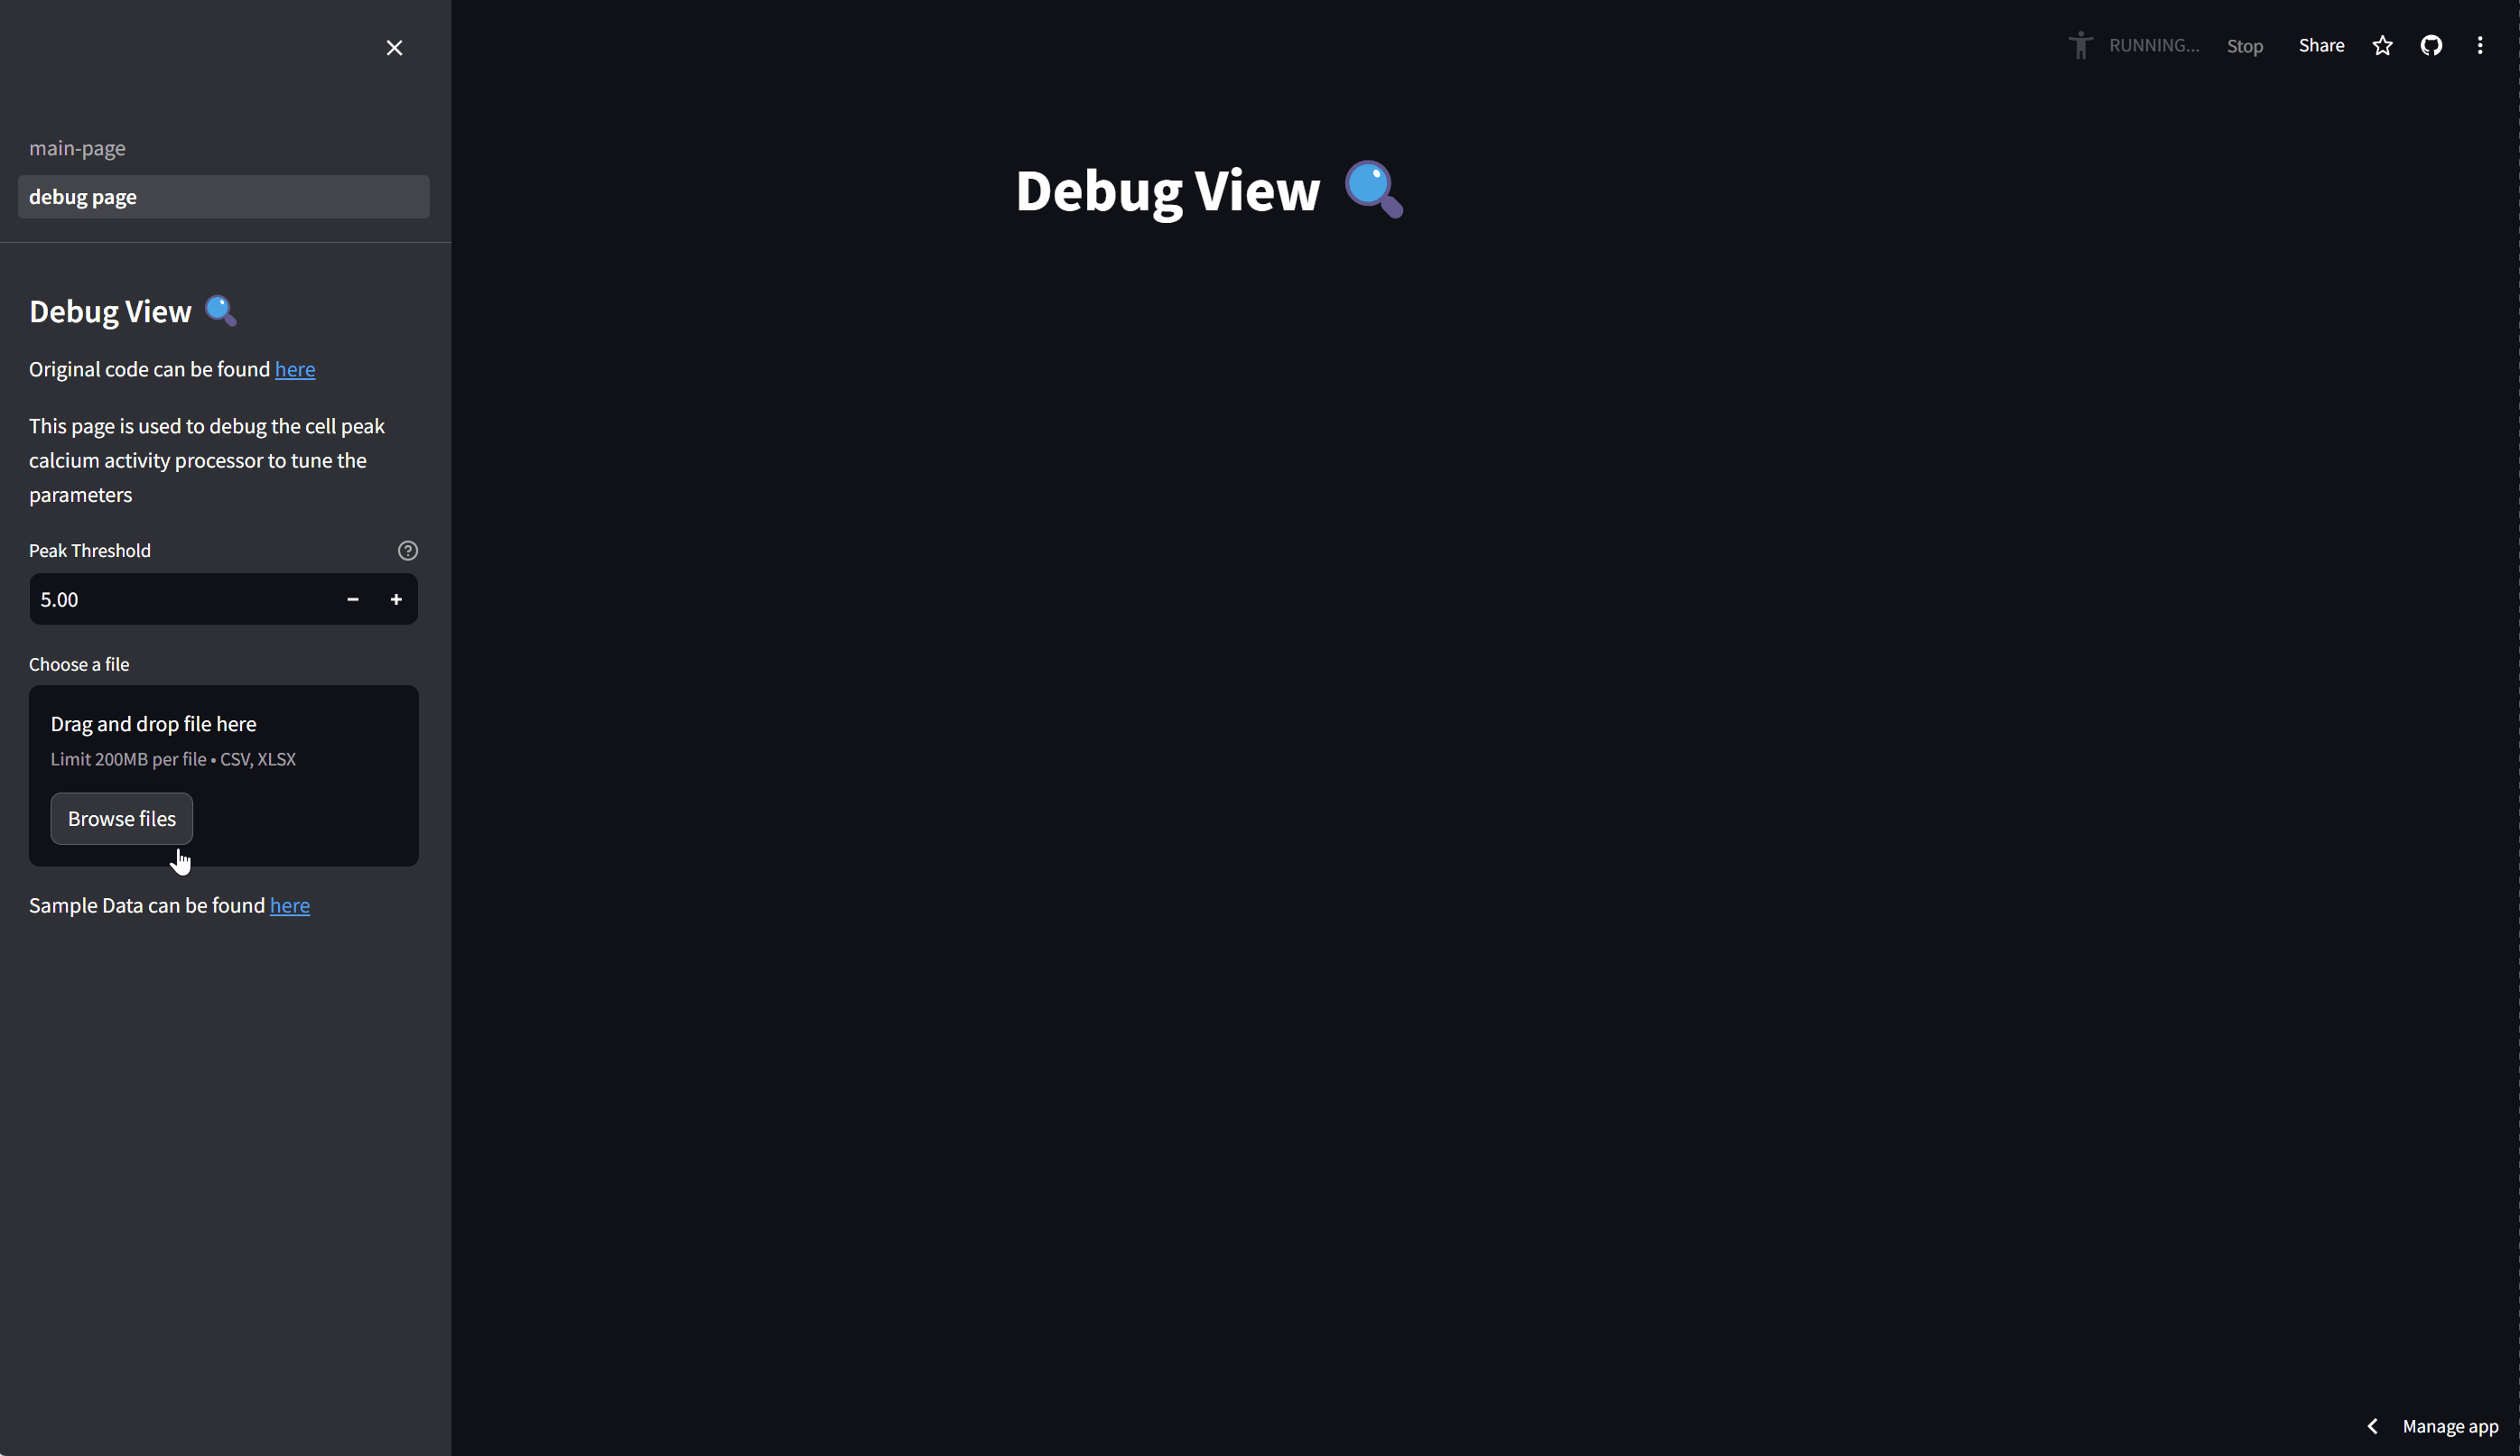 RUNNING... Stop Share
main-page
debug page
Debug View
Debug View
Original code can be found here
This page is used to debug the cell peak
calcium activity processor to tune the
parameters
Peak Threshold
5.00
Choose a file
Drag and drop file here
Limit 200MB per file • CSV, XLSX
Browse files
Sample Data can be found here
Manage app